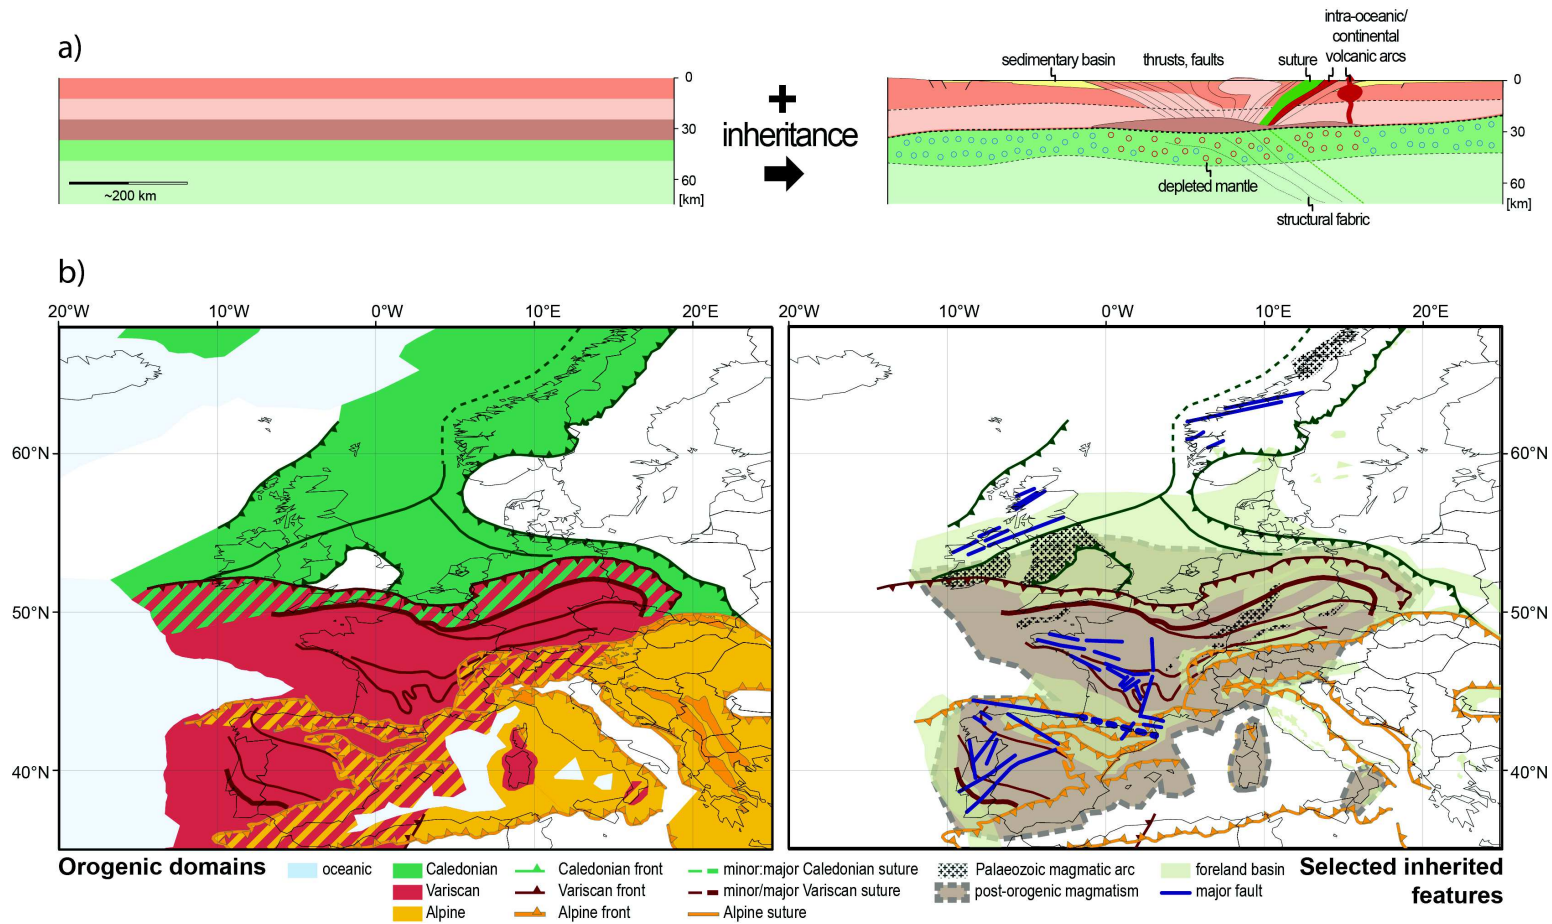 a)
0
30
60
[km]
~200 km
+
inheritance
intra-oceanic/
continental
volcanic arcs
sedimentary basin
thrusts, faults
suture
0
30
60
[km]
depleted mantle
structural fabric
b)
20°W
10°W
0°W
10°E
20°E
20°W
10°W
0°W
10°E
20°E
60°N
50°N
40°N
60°N
50°N
40°N
Orogenic domains
oceanic
Caledonian
Variscan
Alpine
Caledonian front
Variscan front
Alpine front
minor:major Caledonian suture
minor/major Variscan suture
Alpine suture
Palaeozoic magmatic arc
post-orogenic magmatism
foreland basin
major fault
Selected inherited
features